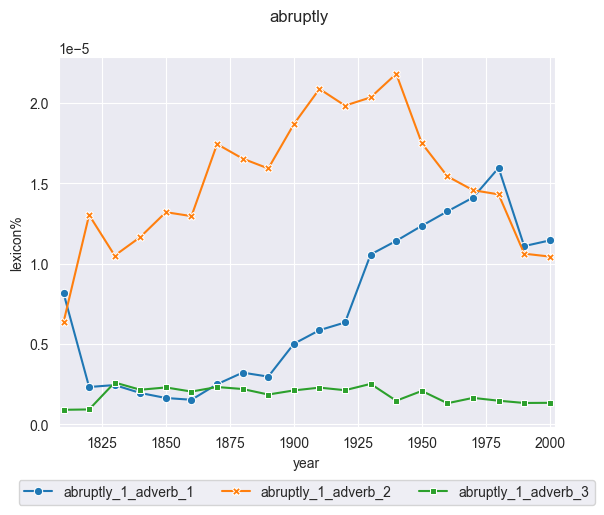 abruptly
1e−5
2.0
1.5
1.0
0.5
0.0
lexicon%
1825 1850 1875 1900 1925 1950 1975 2000
year
abruptly_1_adverb_1 abruptly_1_adverb_2 abruptly_1_adverb_3